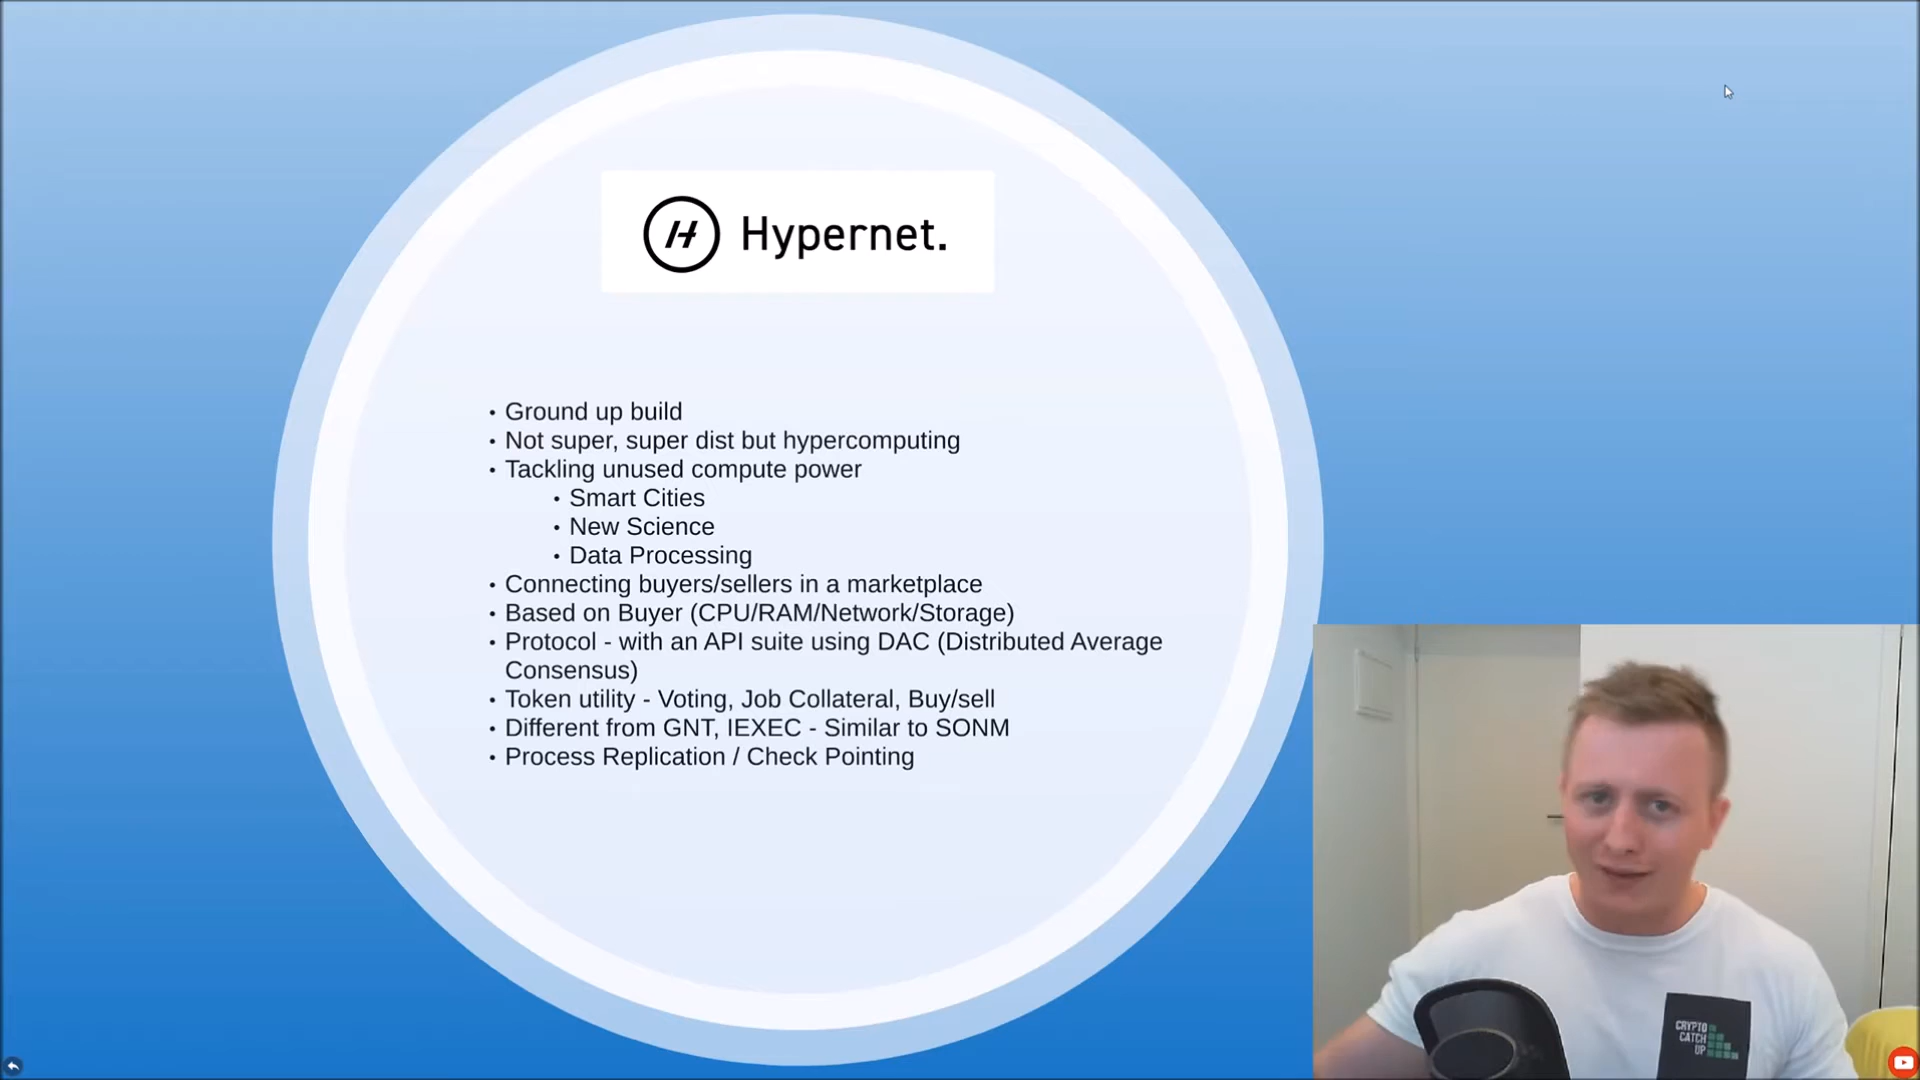 Hypernet.
• Ground up build
• Not super, super dist but hypercomputing
• Tackling unused compute power
• Smart Cities
• New Science
• Data Processing
• Connecting buyers/sellers in a marketplace
• Based on Buyer (CPU/RAM/Network/Storage)
• Protocol - with an API suite using DAC (Distributed Average
Consensus)
• Token utility - Voting, Job Collateral, Buy/sell
• Different from GNT, IEXEC - Similar to SONM
• Process Replication / Check Pointing
CRYPTO
CATCH
UP